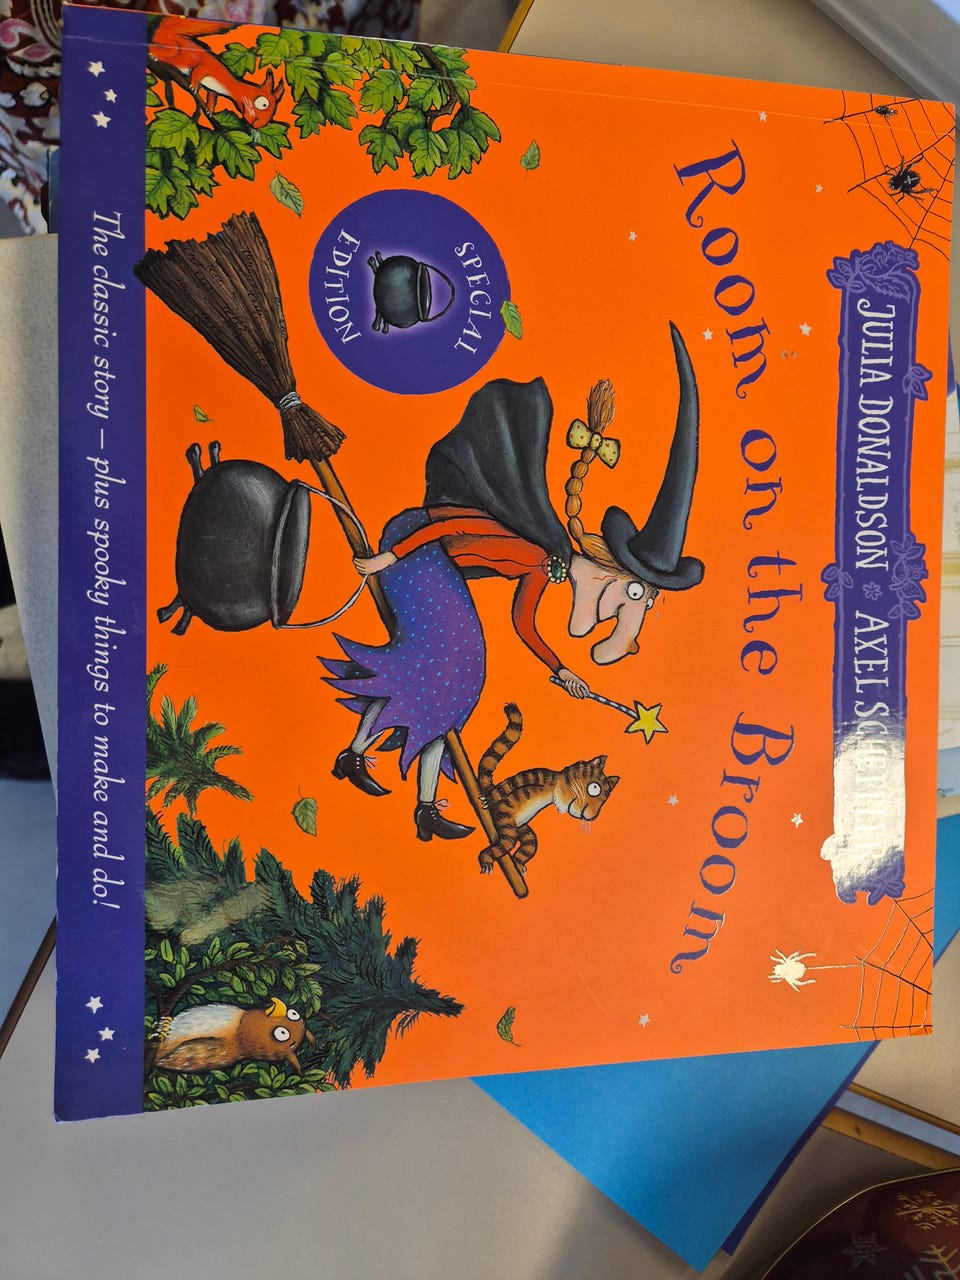 JULIA DONALDSON * AXEL SCHEFFLER
Room on the Broom
SPECIAL
EDITION
The classic story – plus spooky things to make and do!